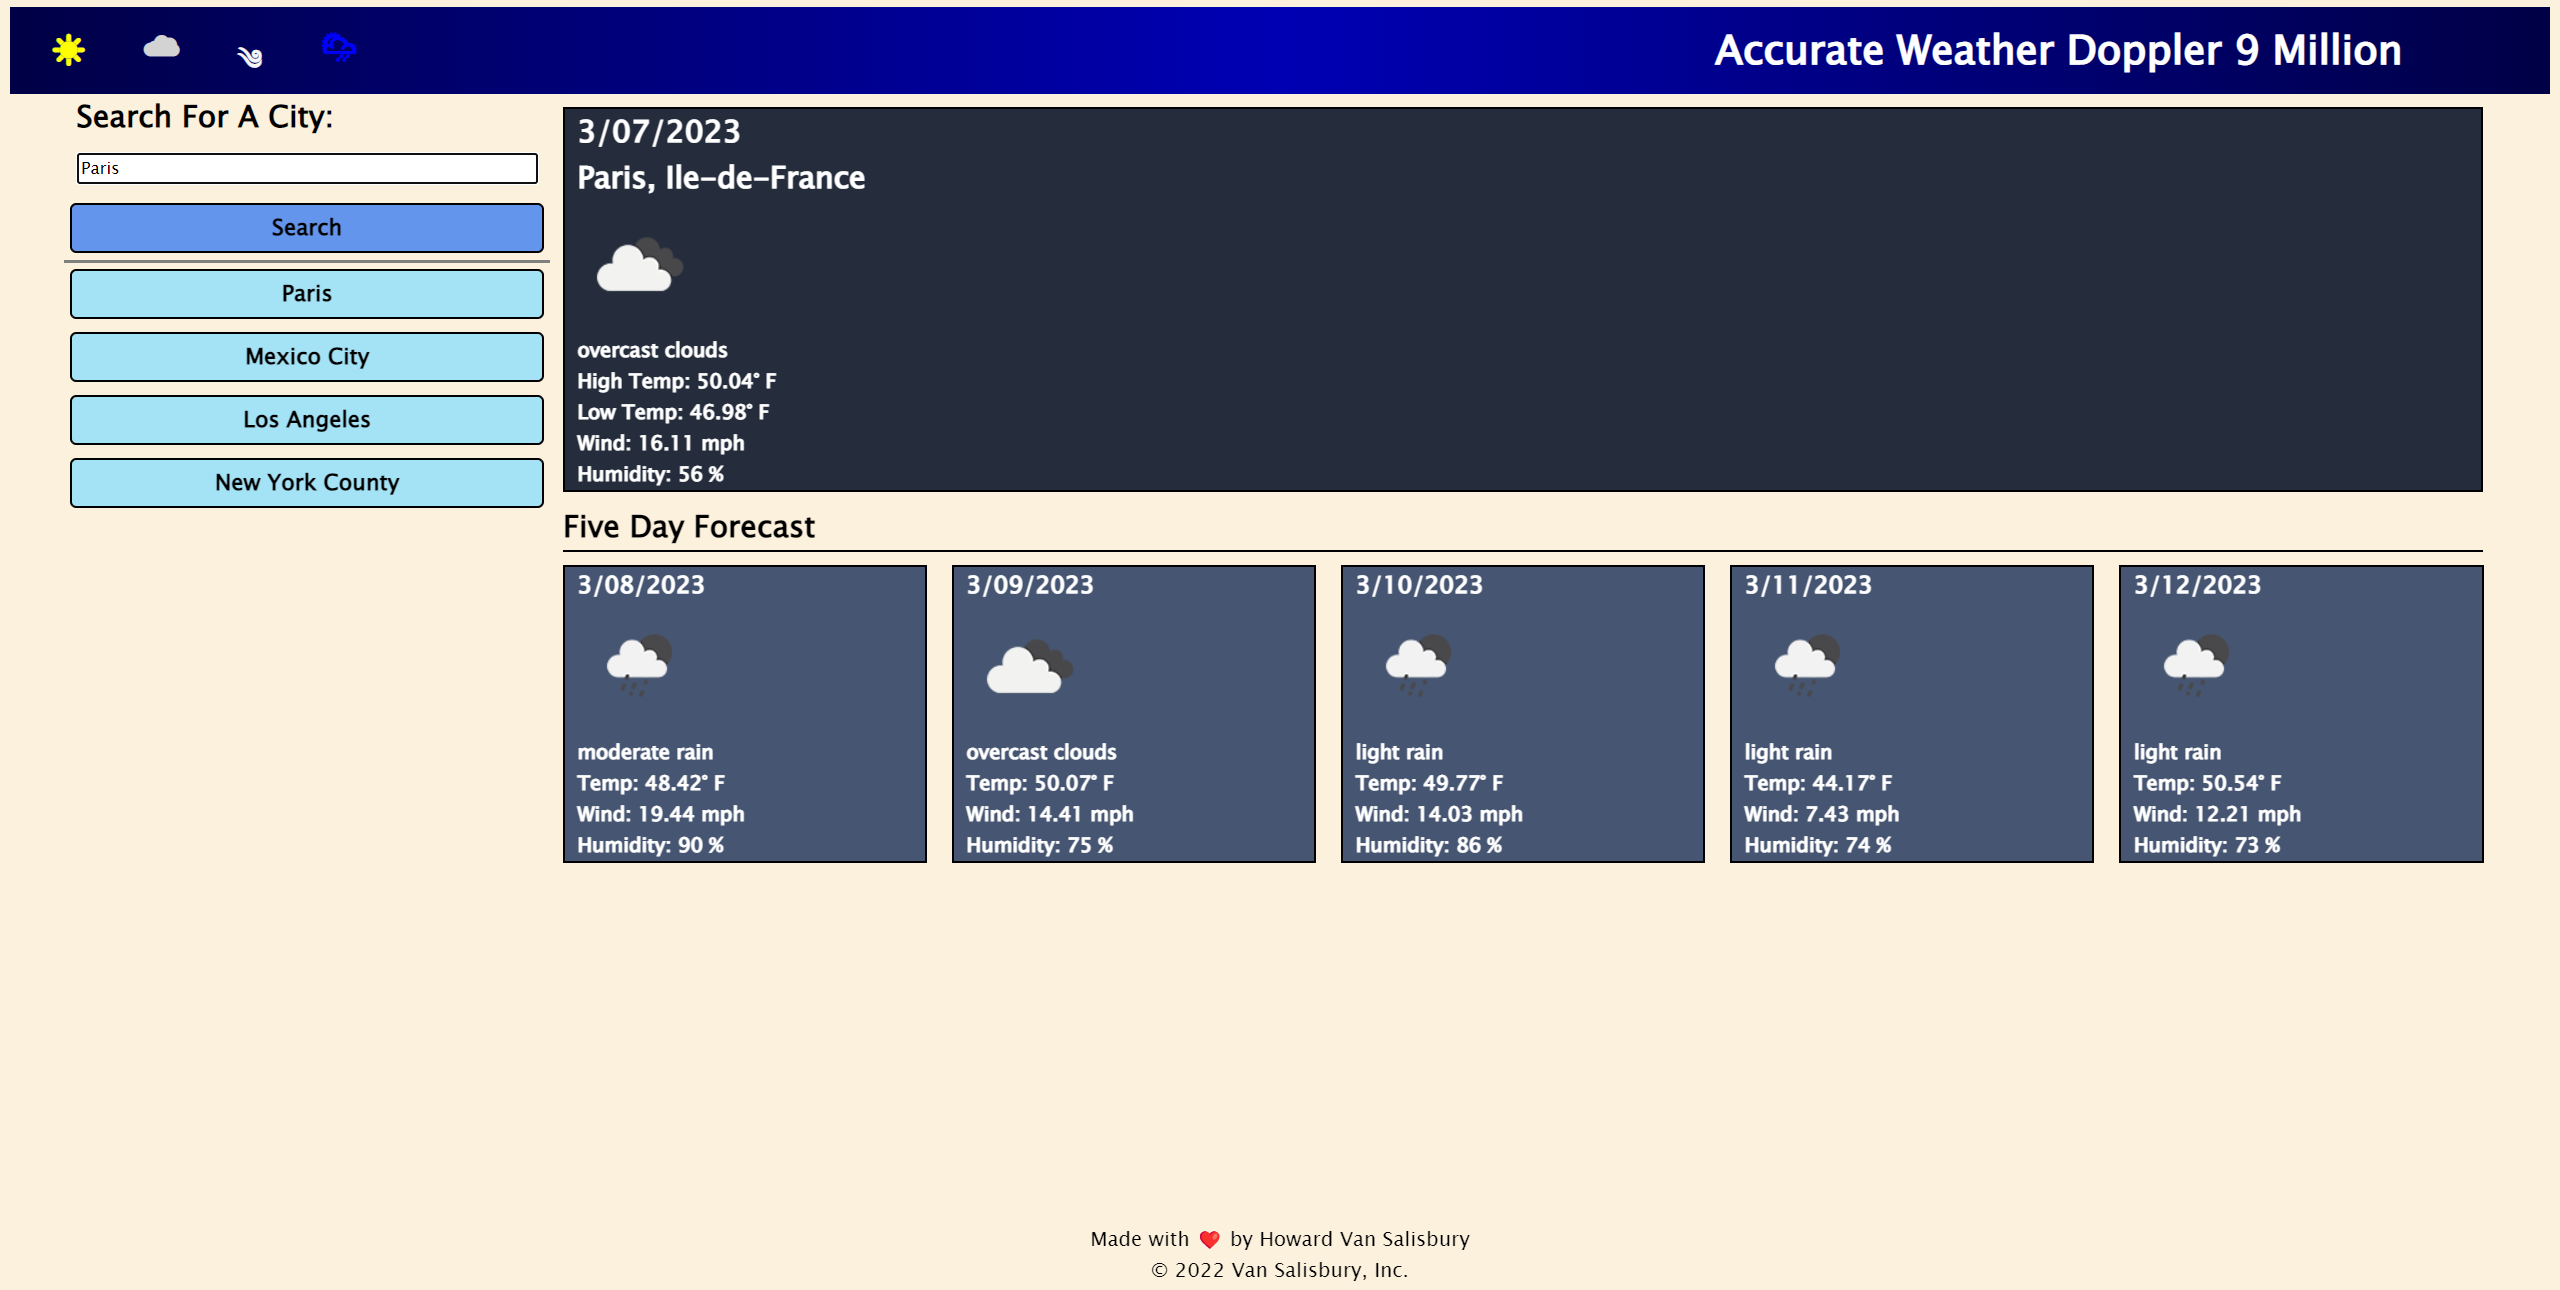 Accurate Weather Doppler 9 Million
Search For A City:
Paris
Search
Paris
Mexico City
Los Angeles
New York County
3/07/2023
Paris, Ile-de-France
overcast clouds
High Temp: 50.04° F
Low Temp: 46.98° F
Wind: 16.11 mph
Humidity: 56 %
Five Day Forecast
3/08/2023
moderate rain
Temp: 48.42° F
Wind: 19.44 mph
Humidity: 90 %
3/09/2023
overcast clouds
Temp: 50.07° F
Wind: 14.41 mph
Humidity: 75 %
3/10/2023
light rain
Temp: 49.77° F
Wind: 14.03 mph
Humidity: 86 %
3/11/2023
light rain
Temp: 44.17° F
Wind: 7.43 mph
Humidity: 74 %
3/12/2023
light rain
Temp: 50.54° F
Wind: 12.21 mph
Humidity: 73 %
Made with ❤️ by Howard Van Salisbury
© 2022 Van Salisbury, Inc.